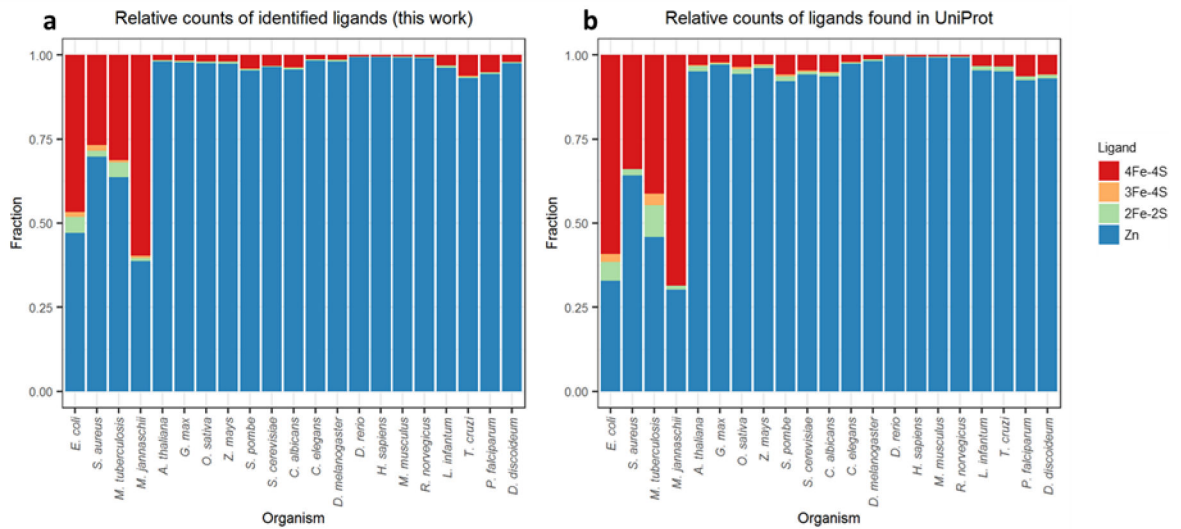 a
Relative counts of identified ligands (this work)
Fraction
1.00
0.75
0.50
0.25
0.00
E. coli
S. aureus
M. tuberculosis
M. jannaschii
A. thaliana
G. max
O. sativa
Z. mays
S. pombe
S. cerevisiae
C. albicans
C. elegans
D. melanogaster
D. rerio
H. sapiens
M. musculus
R. norvegicus
L. infantum
T. cruzi
P. falciparum
D. discoideum
Organism
b
Relative counts of ligands found in UniProt
Fraction
1.00
0.75
0.50
0.25
0.00
E. coli
S. aureus
M. tuberculosis
M. jannaschii
A. thaliana
G. max
O. sativa
Z. mays
S. pombe
S. cerevisiae
C. albicans
C. elegans
D. melanogaster
D. rerio
H. sapiens
M. musculus
R. norvegicus
L. infantum
T. cruzi
P. falciparum
D. discoideum
Organism
Ligand
4Fe-4S
3Fe-4S
2Fe-2S
Zn